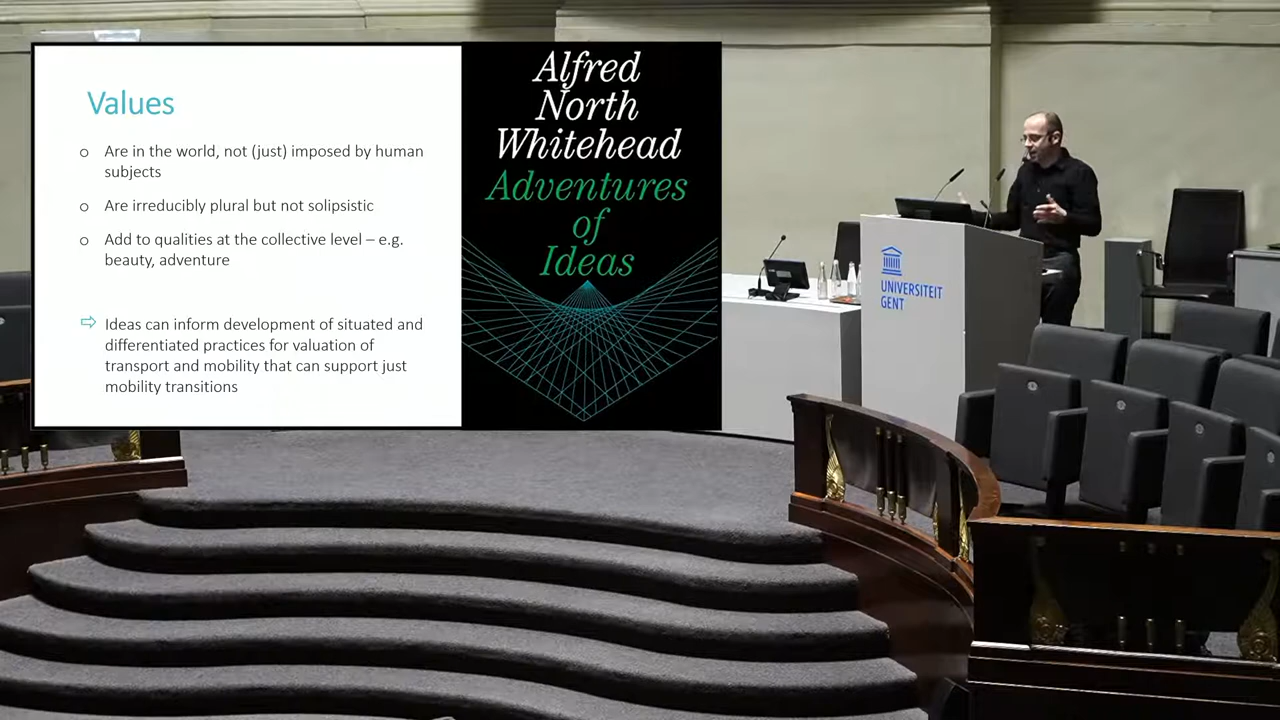 Values
o Are in the world, not (just) imposed by human
subjects
o Are irreducibly plural but not solipsistic
o Add to qualities at the collective level – e.g.
beauty, adventure
⇨ Ideas can inform development of situated and
differentiated practices for valuation of
transport and mobility that can support just
mobility transitions
Alfred
North
Whitehead
Adventures
of
Ideas
UNIVERSITEIT
GENT